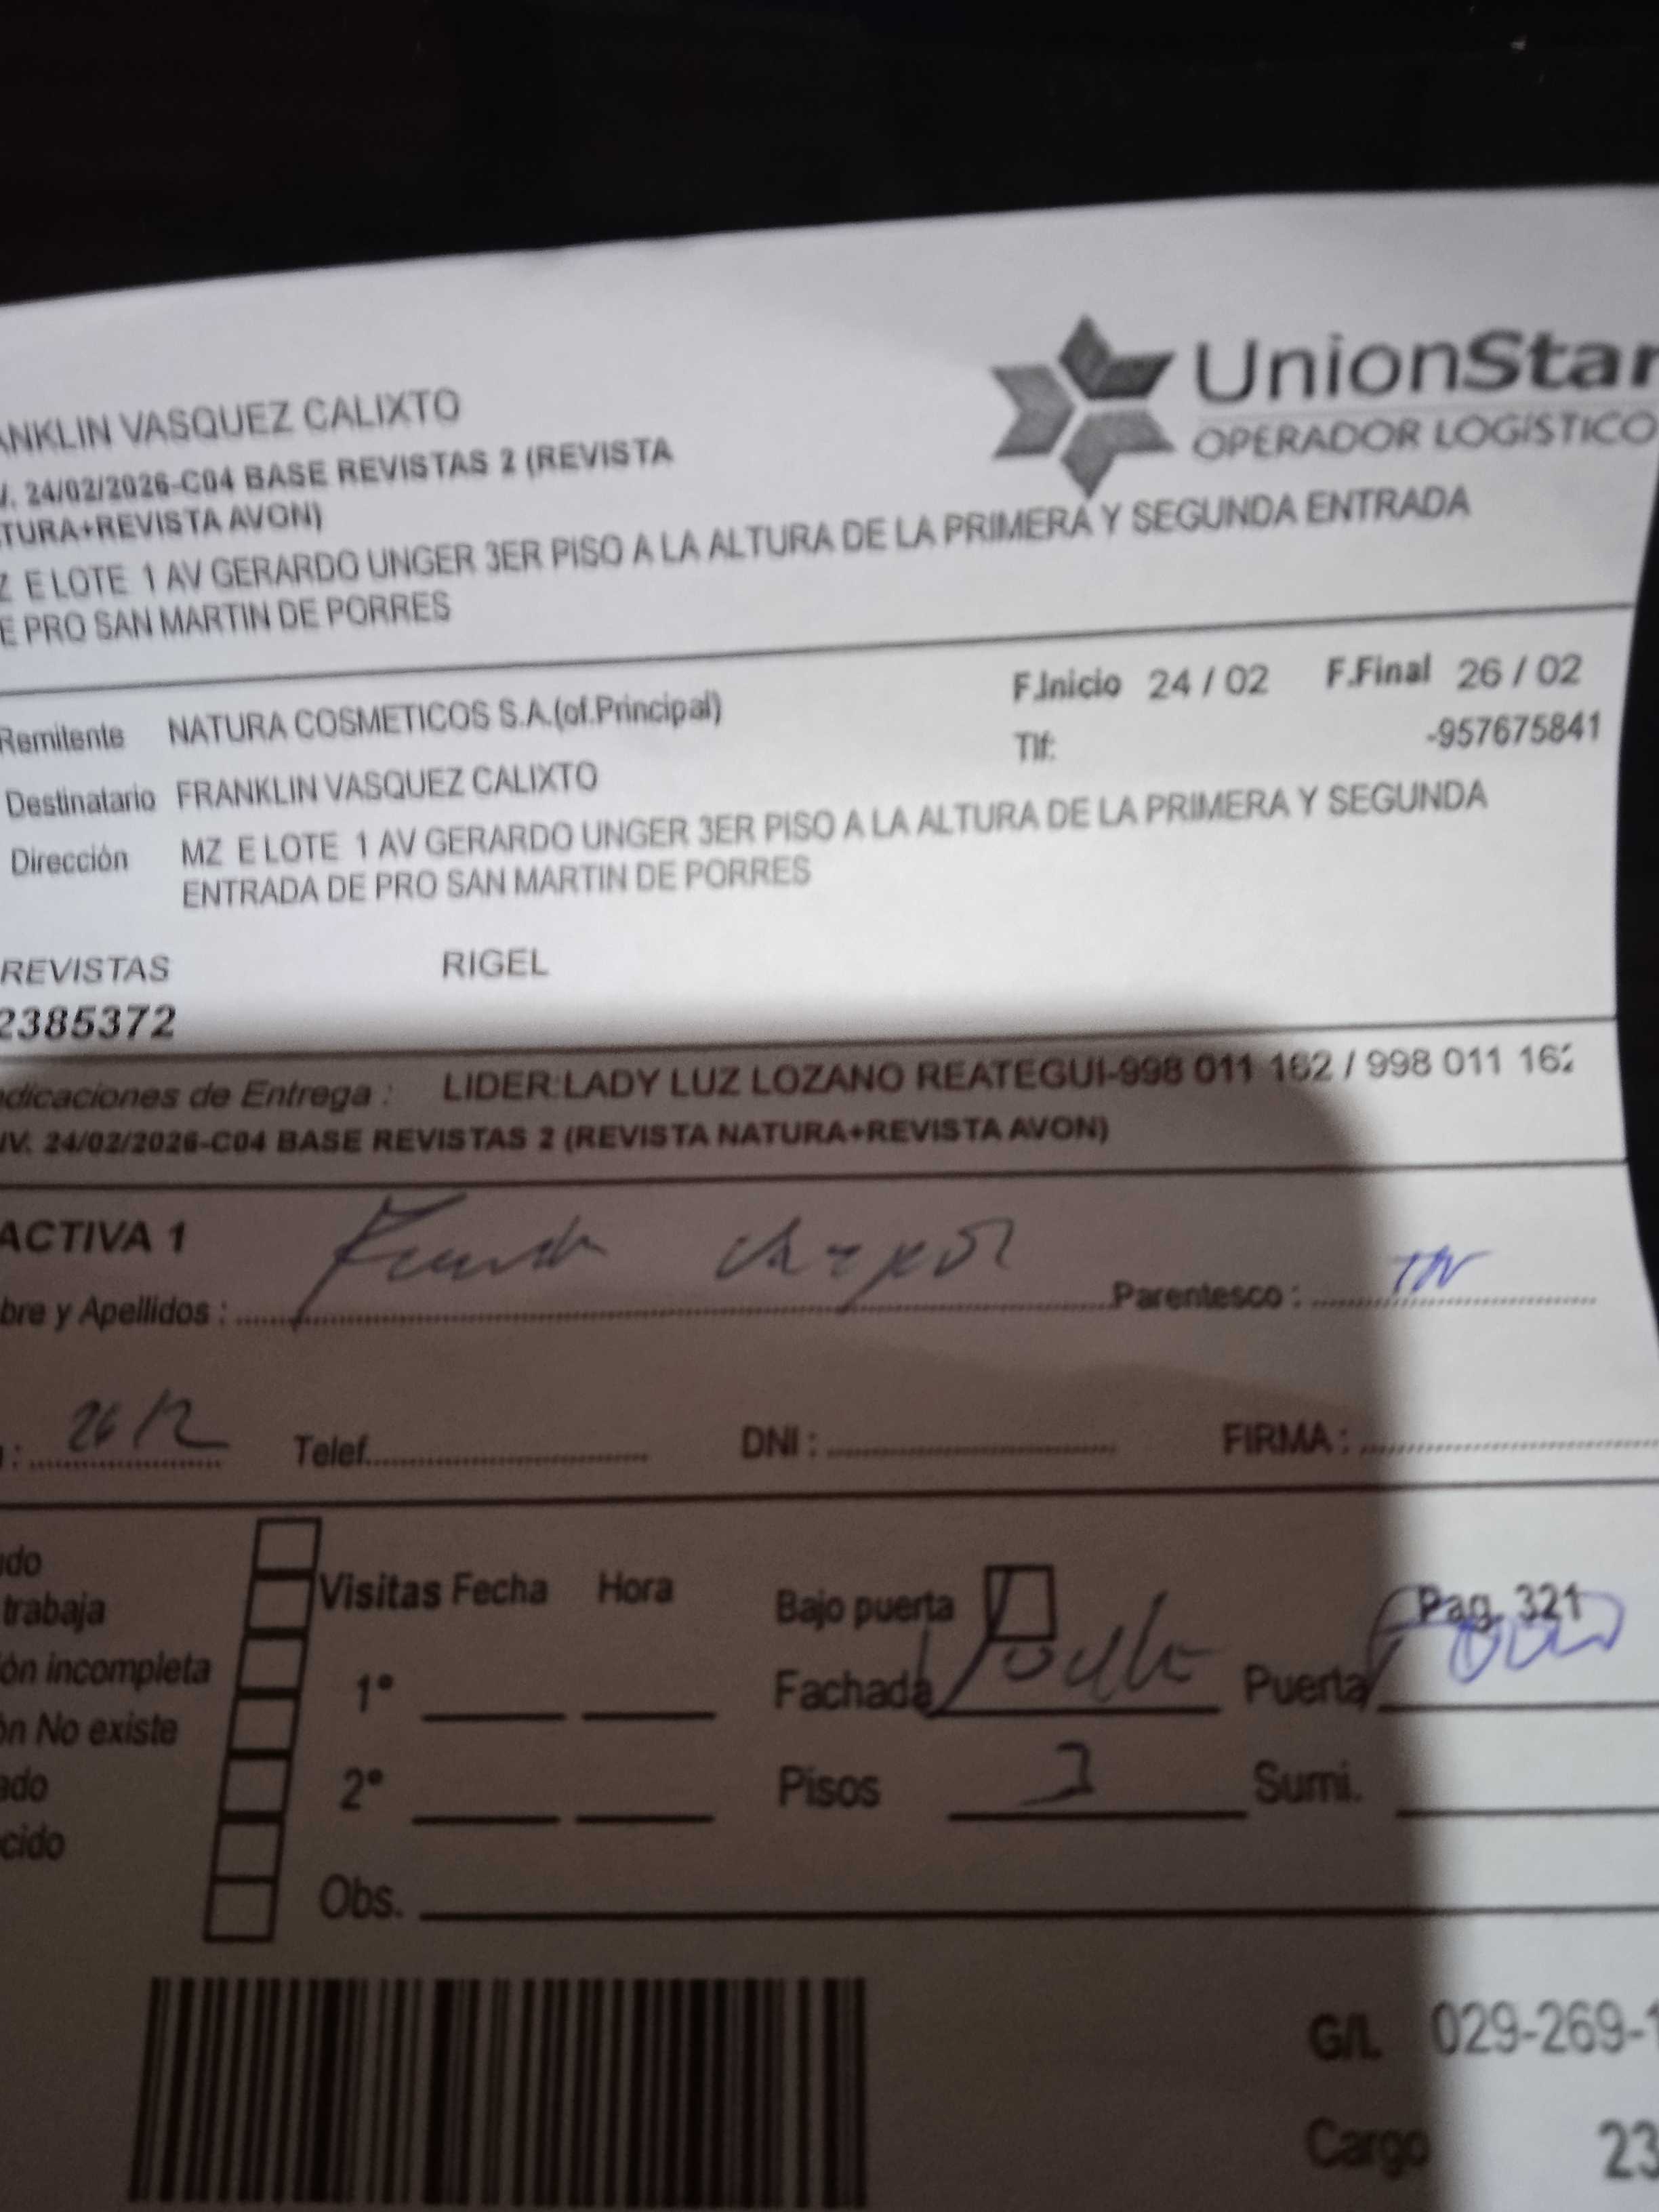 UnionStar
OPERADOR LOGÍSTICO
ANKLIN VASQUEZ CALIXTO
V. 24/02/2026-C04 BASE REVISTAS 2 (REVISTA
TURA+REVISTA AVON)
Z E LOTE 1 AV GERARDO UNGER 3ER PISO A LA ALTURA DE LA PRIMERA Y SEGUNDA ENTRADA
E PRO SAN MARTIN DE PORRES
F.Inicio 24 / 02 F.Final 26 / 02
Remitente NATURA COSMETICOS S.A.(of.Principal)
Tlf: -957675841
Destinatario FRANKLIN VASQUEZ CALIXTO
Dirección MZ E LOTE 1 AV GERARDO UNGER 3ER PISO A LA ALTURA DE LA PRIMERA Y SEGUNDA
ENTRADA DE PRO SAN MARTIN DE PORRES
REVISTAS RIGEL
2385372
ndicaciones de Entrega : LIDER:LADY LUZ LOZANO REATEGUI-998 011 162 / 998 011 162
IV. 24/02/2026-C04 BASE REVISTAS 2 (REVISTA NATURA+REVISTA AVON)
ACTIVA 1
bre y Apellidos : Parentesco :
: 26/2 Telef. DNI : FIRMA :
do
trabaja
ón incompleta
ón No existe
ado
cido
Visitas Fecha Hora
1°
2°
Obs.
Bajo puerta
Pag. 321
Fachada Puerta
Pisos Sumi.
G/L 029-269-1
Cargo 23